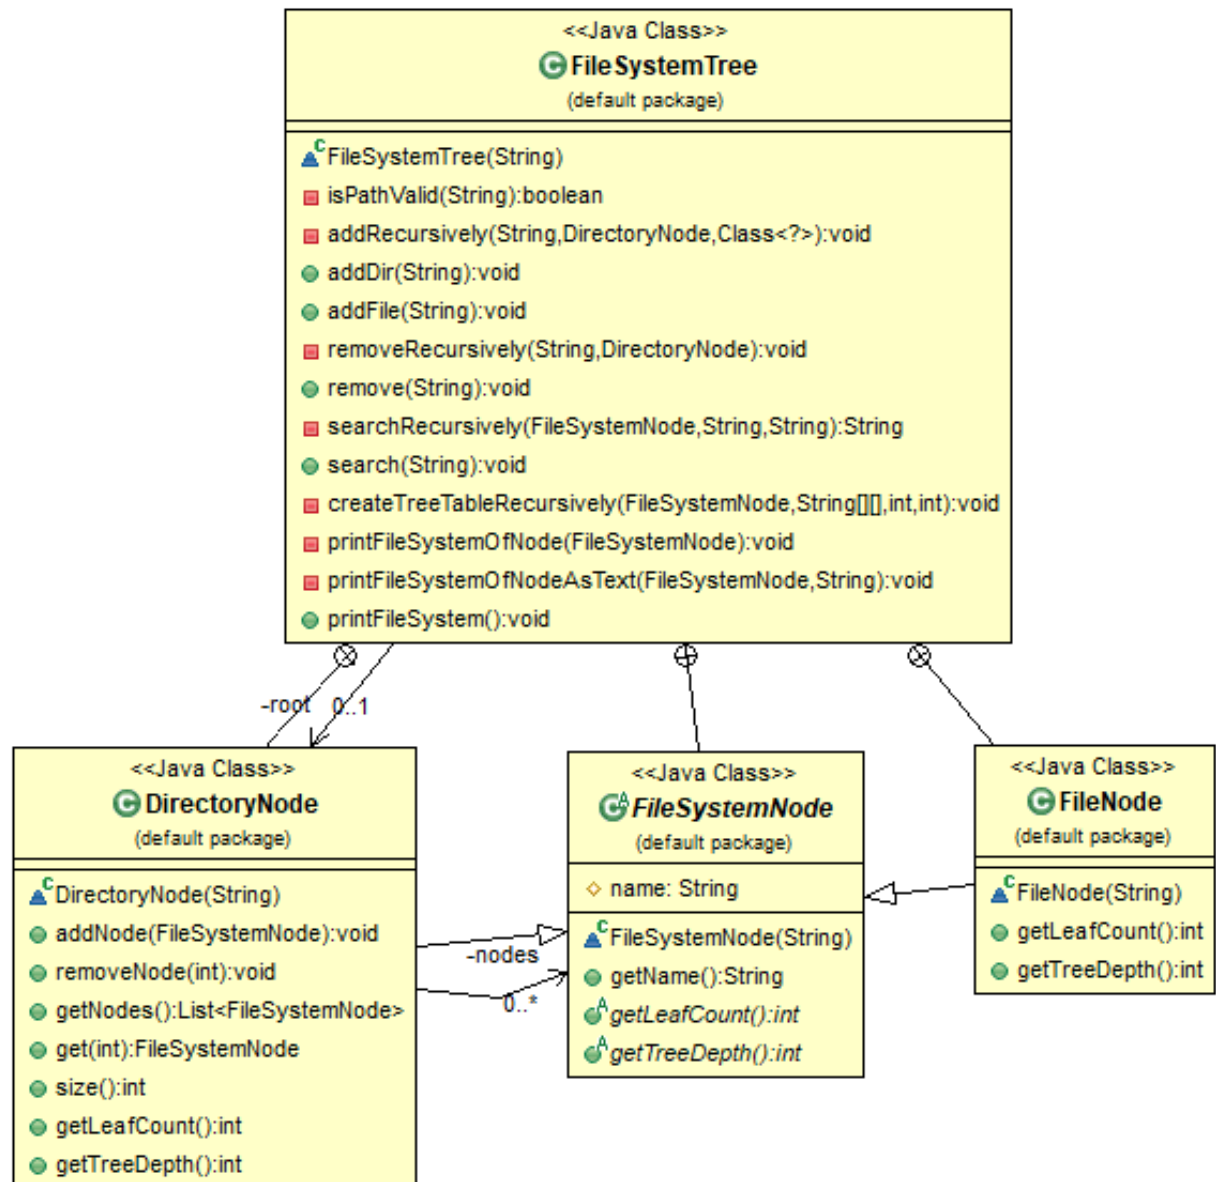 <<Java Class>>
FileSystemTree
(default package)
FileSystemTree(String)
isPathValid(String):boolean
addRecursively(String,DirectoryNode,Class<?>):void
addDir(String):void
addFile(String):void
removeRecursively(String,DirectoryNode):void
remove(String):void
searchRecursively(FileSystemNode,String,String):String
search(String):void
createTreeTableRecursively(FileSystemNode,String[][],int,int):void
printFileSystemOfNode(FileSystemNode):void
printFileSystemOfNodeAsText(FileSystemNode,String):void
printFileSystem():void
-root
0..1
<<Java Class>>
DirectoryNode
(default package)
DirectoryNode(String)
addNode(FileSystemNode):void
removeNode(int):void
getNodes():List<FileSystemNode>
get(int):FileSystemNode
size():int
getLeafCount():int
getTreeDepth():int
-nodes
0..*
<<Java Class>>
FileSystemNode
(default package)
name: String
FileSystemNode(String)
getName():String
getLeafCount():int
getTreeDepth():int
<<Java Class>>
FileNode
(default package)
FileNode(String)
getLeafCount():int
getTreeDepth():int